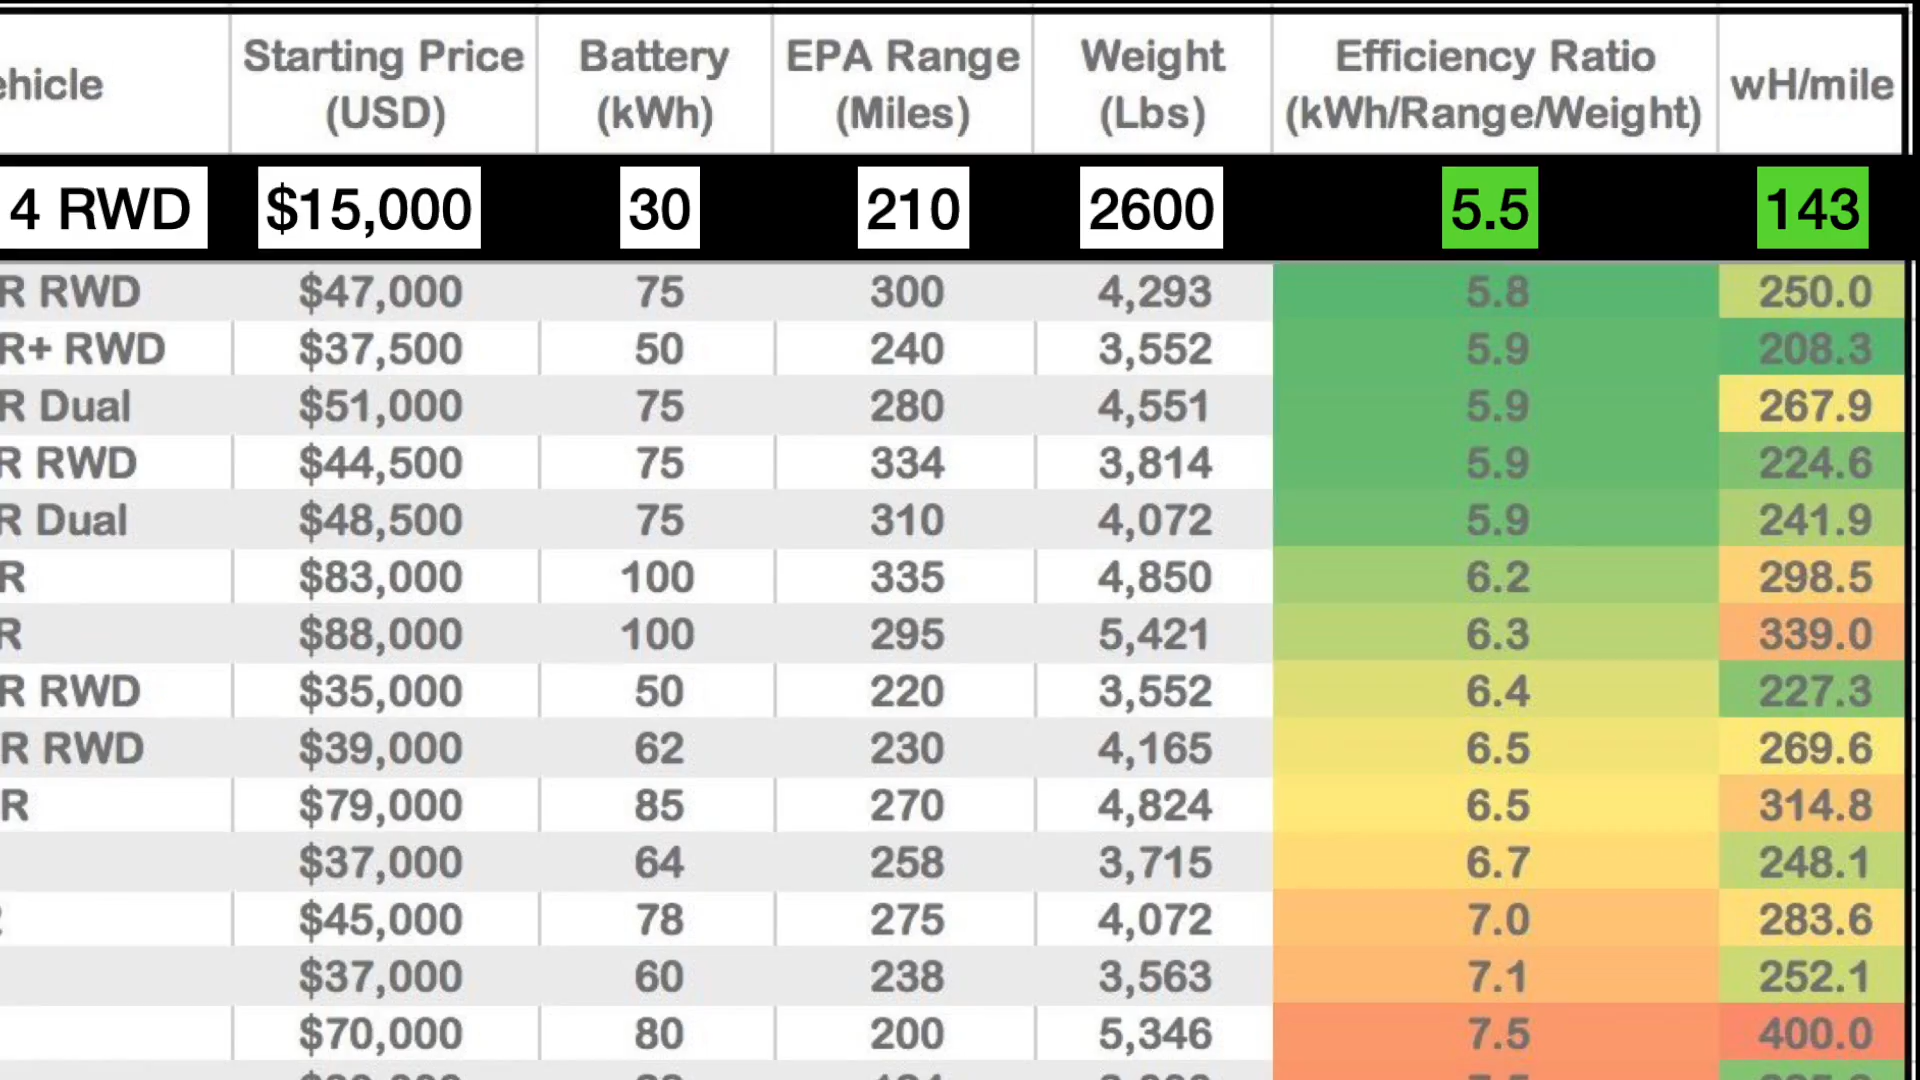 Starting Price Battery EPA Range Weight Efficiency Ratio
ehicle (USD) (kWh) (Miles) (Lbs) (kWh/Range/Weight) wH/mile
4 RWD $15,000 30 210 2600 5.5 143
R RWD $47,000 75 300 4,293 5.8 250.0
R+ RWD $37,500 50 240 3,552 5.9 208.3
R Dual $51,000 75 280 4,551 5.9 267.9
R RWD $44,500 75 334 3,814 5.9 224.6
R Dual $48,500 75 310 4,072 5.9 241.9
R $83,000 100 335 4,850 6.2 298.5
R $88,000 100 295 5,421 6.3 339.0
R RWD $35,000 50 220 3,552 6.4 227.3
R RWD $39,000 62 230 4,165 6.5 269.6
R $79,000 85 270 4,824 6.5 314.8
$37,000 64 258 3,715 6.7 248.1
$45,000 78 275 4,072 7.0 283.6
$37,000 60 238 3,563 7.1 252.1
$70,000 80 200 5,346 7.5 400.0